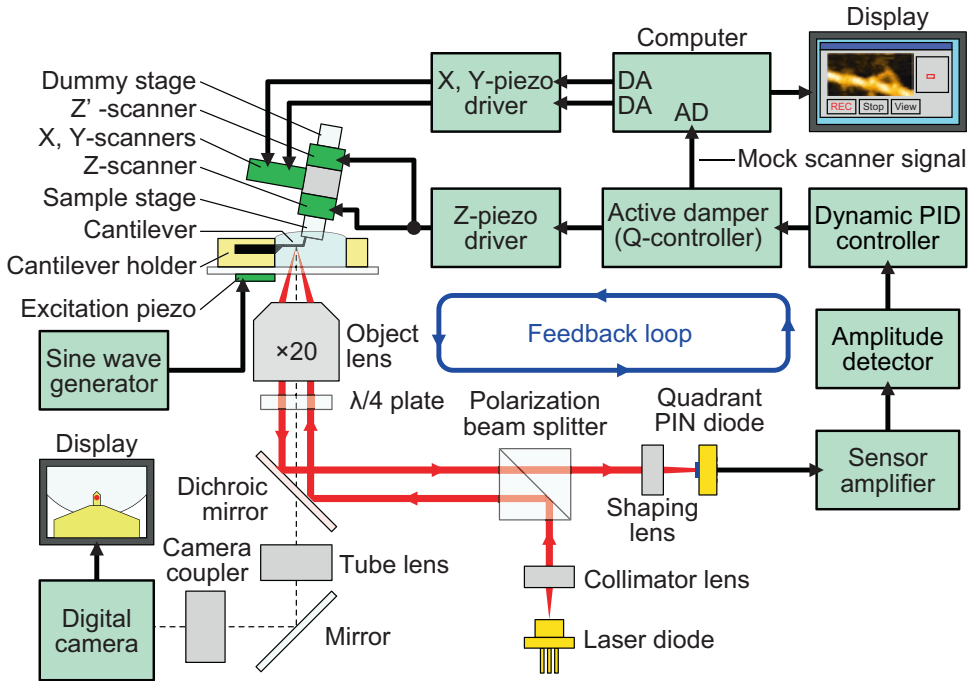 Display
Computer
Dummy stage
Z' -scanner
X, Y-scanners
Z-scanner
Sample stage
Cantilever
Cantilever holder
Excitation piezo
X, Y-piezo
driver
DA
DA
AD
REC
Stop
View
Mock scanner signal
Z-piezo
driver
Active damper
(Q-controller)
Dynamic PID
controller
Sine wave
generator
Object
lens
×20
Feedback loop
Amplitude
detector
λ/4 plate
Polarization
beam splitter
Quadrant
PIN diode
Display
Dichroic
mirror
Shaping
lens
Sensor
amplifier
Camera
coupler
Tube lens
Collimator lens
Digital
camera
Mirror
Laser diode